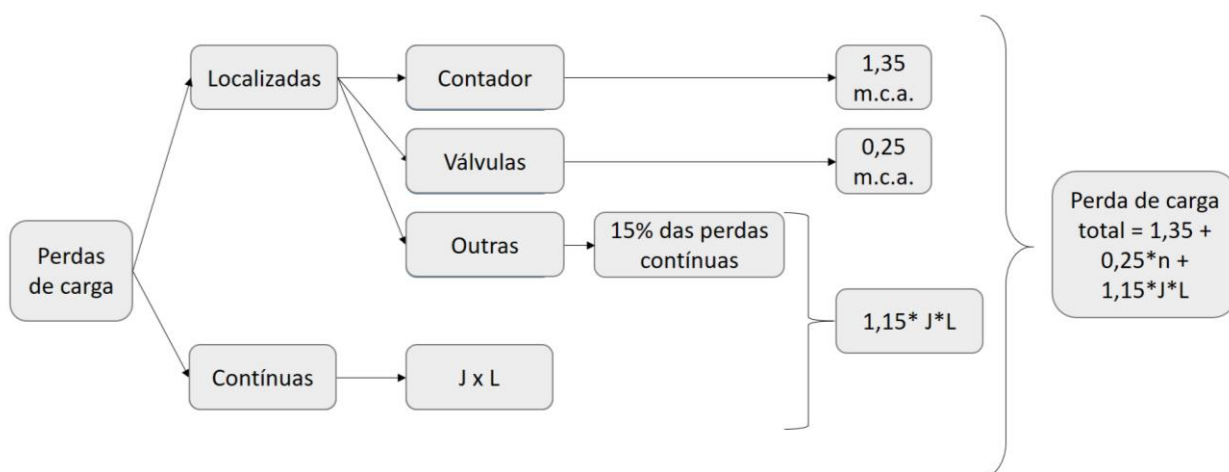 Perdas
de carga
Localizadas
Contador
1,35
m.c.a.
Válvulas
0,25
m.c.a.
Outras
15% das perdas
contínuas
Contínuas
J x L
1,15* J*L
Perda de carga
total = 1,35 +
0,25*n +
1,15*J*L